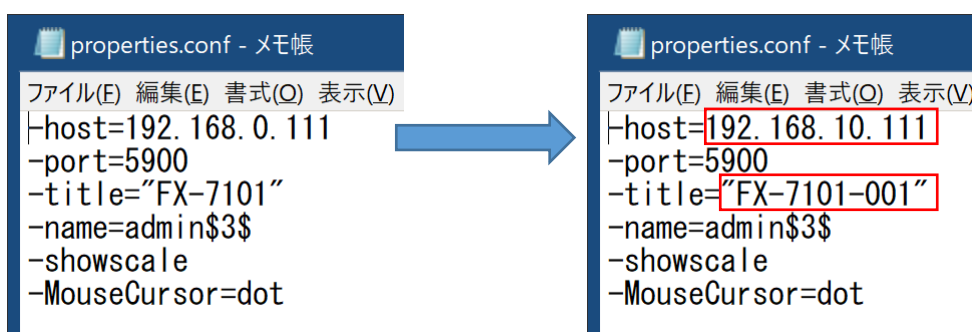 properties.conf - メモ帳
ファイル(F) 編集(E) 書式(O) 表示(V)
-host=192.168.0.111
-port=5900
-title="FX-7101"
-name=admin$3$
-showscale
-MouseCursor=dot
properties.conf - メモ帳
ファイル(F) 編集(E) 書式(O) 表示(V)
-host=192.168.10.111
-port=5900
-title="FX-7101-001"
-name=admin$3$
-showscale
-MouseCursor=dot